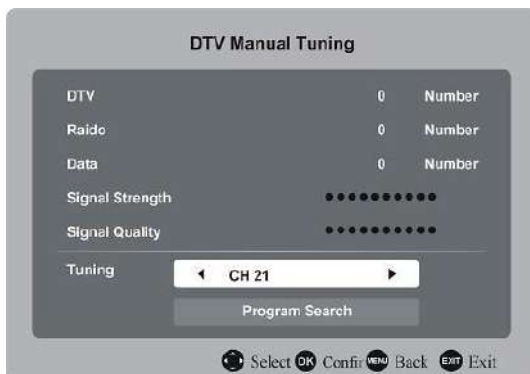 DTV Manual Tuning
DTV 0 Number
Raido 0 Number
Data 0 Number
Signal Strength
Signal Quality
Tuning CH 21
Program Search
Select OK Confir MENU Back EXIT Exit